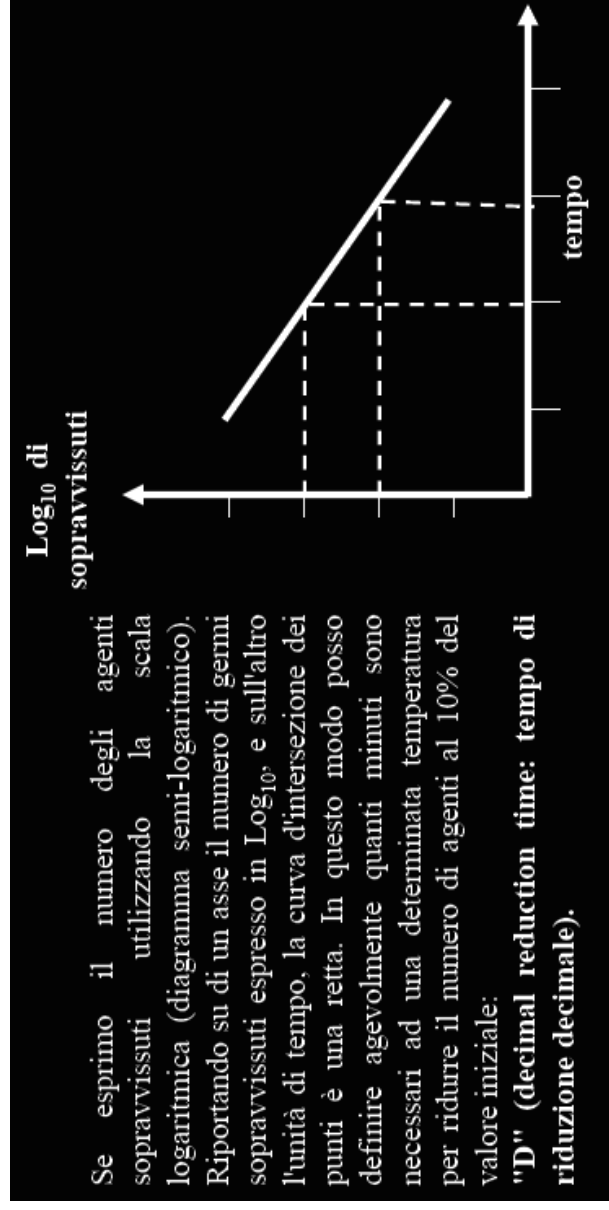 Se esprimo il numero degli agenti
sopravvissuti utilizzando la scala
logaritmica (diagramma semi-logaritmico).
Riportando su di un asse il numero di germi
sopravvissuti espresso in Log₁₀, e sull'altro
l'unità di tempo, la curva d'intersezione dei
punti è una retta. In questo modo posso
definire agevolmente quanti minuti sono
necessari ad una determinata temperatura
per ridurre il numero di agenti al 10% del
valore iniziale:
"D" (decimal reduction time: tempo di
riduzione decimale).
Log₁₀ di
sopravvissuti
tempo